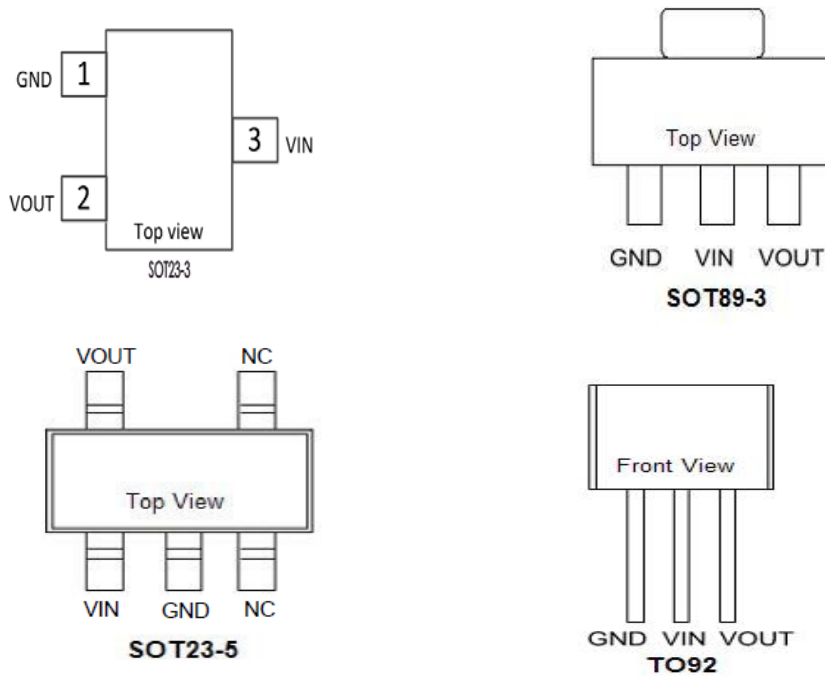 GND 1
3 VIN
VOUT 2
Top view
SOT23-3
Top View
GND VIN VOUT
SOT89-3
VOUT NC
Top View
VIN GND NC
SOT23-5
Front View
GND VIN VOUT
TO92